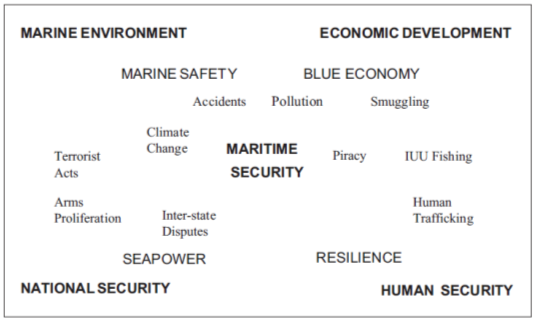 MARINE ENVIRONMENT
ECONOMIC DEVELOPMENT
MARINE SAFETY
BLUE ECONOMY
Accidents
Pollution
Smuggling
Climate
Change
MARITIME
SECURITY
Piracy
IUU Fishing
Terrorist
Acts
Arms
Proliferation
Inter-state
Disputes
Human
Trafficking
SEAPOWER
RESILIENCE
NATIONAL SECURITY
HUMAN SECURITY